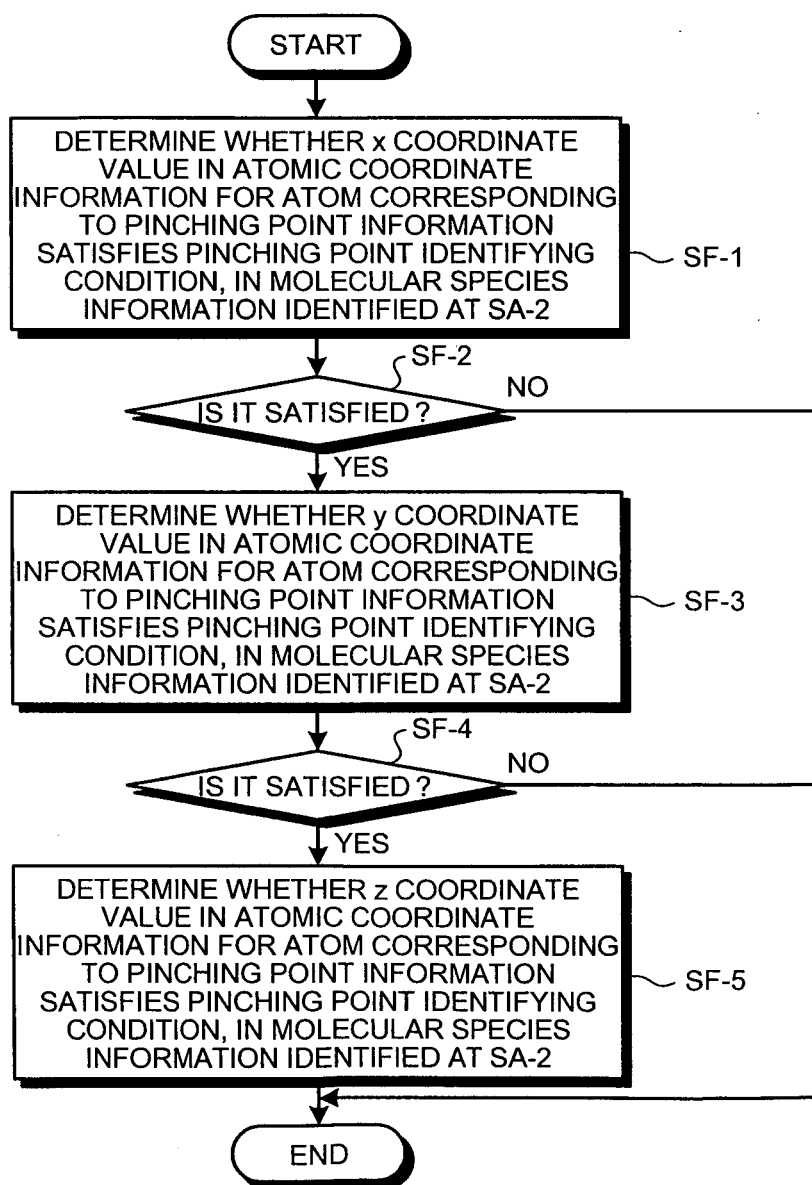 START
DETERMINE WHETHER x COORDINATE
VALUE IN ATOMIC COORDINATE
INFORMATION FOR ATOM CORRESPONDING
TO PINCHING POINT INFORMATION
SATISFIES PINCHING POINT IDENTIFYING
CONDITION, IN MOLECULAR SPECIES
INFORMATION IDENTIFIED AT SA-2
SF-1
SF-2
IS IT SATISFIED ?
NO
YES
DETERMINE WHETHER y COORDINATE
VALUE IN ATOMIC COORDINATE
INFORMATION FOR ATOM CORRESPONDING
TO PINCHING POINT INFORMATION
SATISFIES PINCHING POINT IDENTIFYING
CONDITION, IN MOLECULAR SPECIES
INFORMATION IDENTIFIED AT SA-2
SF-3
SF-4
IS IT SATISFIED ?
NO
YES
DETERMINE WHETHER z COORDINATE
VALUE IN ATOMIC COORDINATE
INFORMATION FOR ATOM CORRESPONDING
TO PINCHING POINT INFORMATION
SATISFIES PINCHING POINT IDENTIFYING
CONDITION, IN MOLECULAR SPECIES
INFORMATION IDENTIFIED AT SA-2
SF-5
END